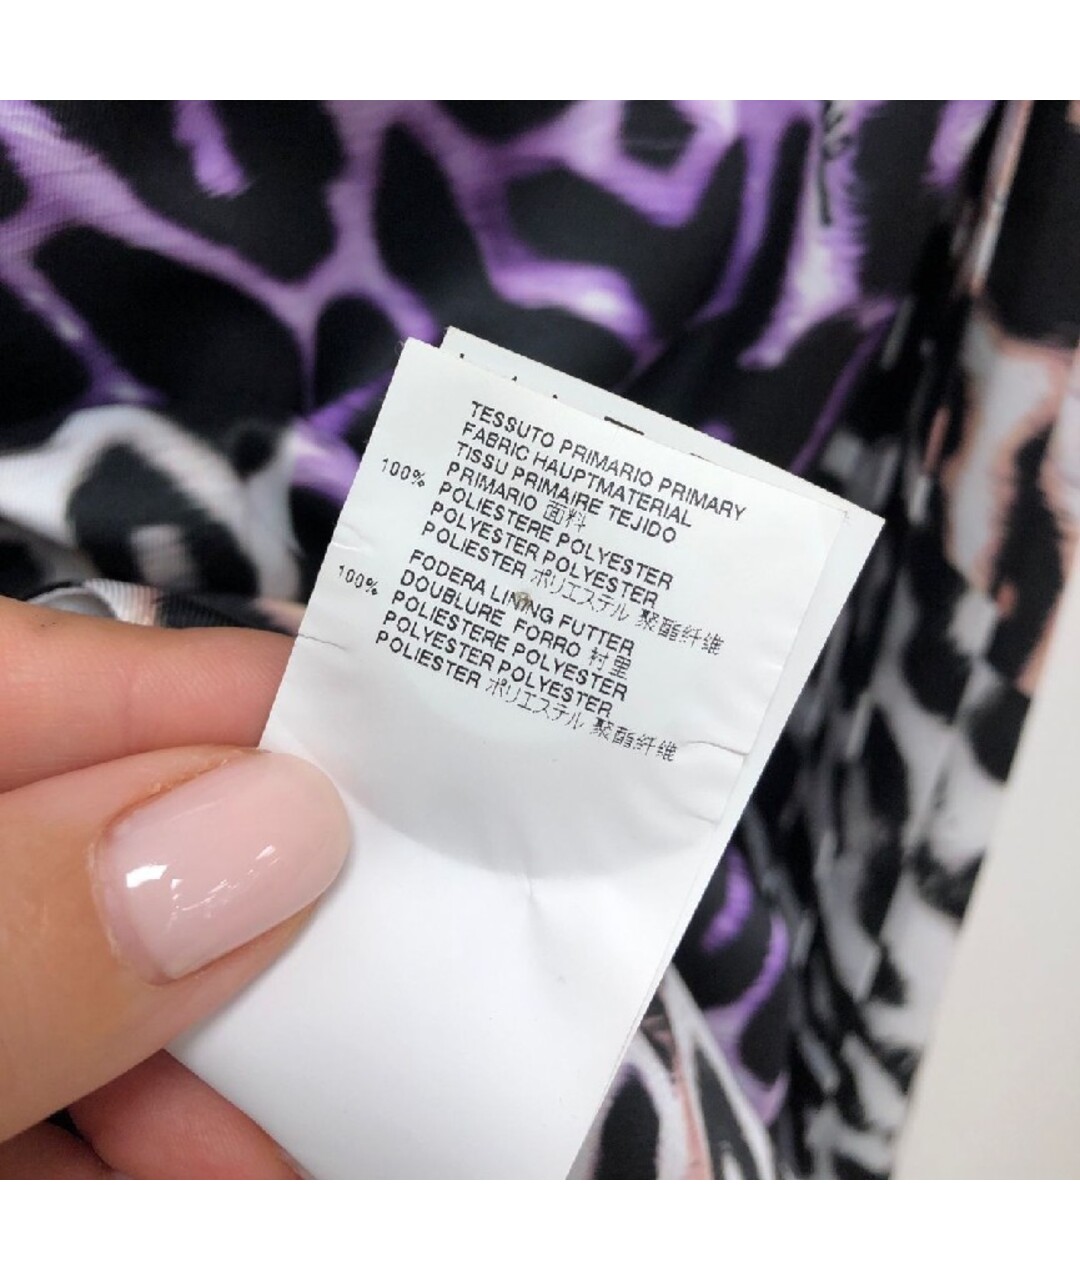 TESSUTO PRIMARIO PRIMARY
FABRIC HAUPTMATERIAL
TISSU PRIMAIRE TEJIDO
100% PRIMARIO 面料
POLIESTERE POLYESTER
POLYESTER POLYESTER
POLIESTER ポリエステル 聚酯纤维
FODERA LINING FUTTER
100% DOUBLURE FORRO 衬里
POLIESTERE POLYESTER
POLYESTER POLYESTER
POLIESTER ポリエステル 聚酯纤维